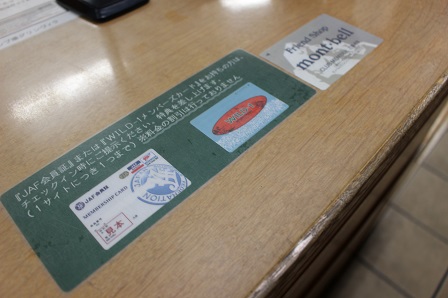 『JAF会員証』または『WILD-1メンバーズカード』をお持ちの方は、
チェックイン時にご提示ください。特典を差し上げます。
(1サイトにつき1つまで) ※料金の割引は行っておりません
JAF会員証
MEMBERSHIP CARD
見本
Friend Shop
mont-bell